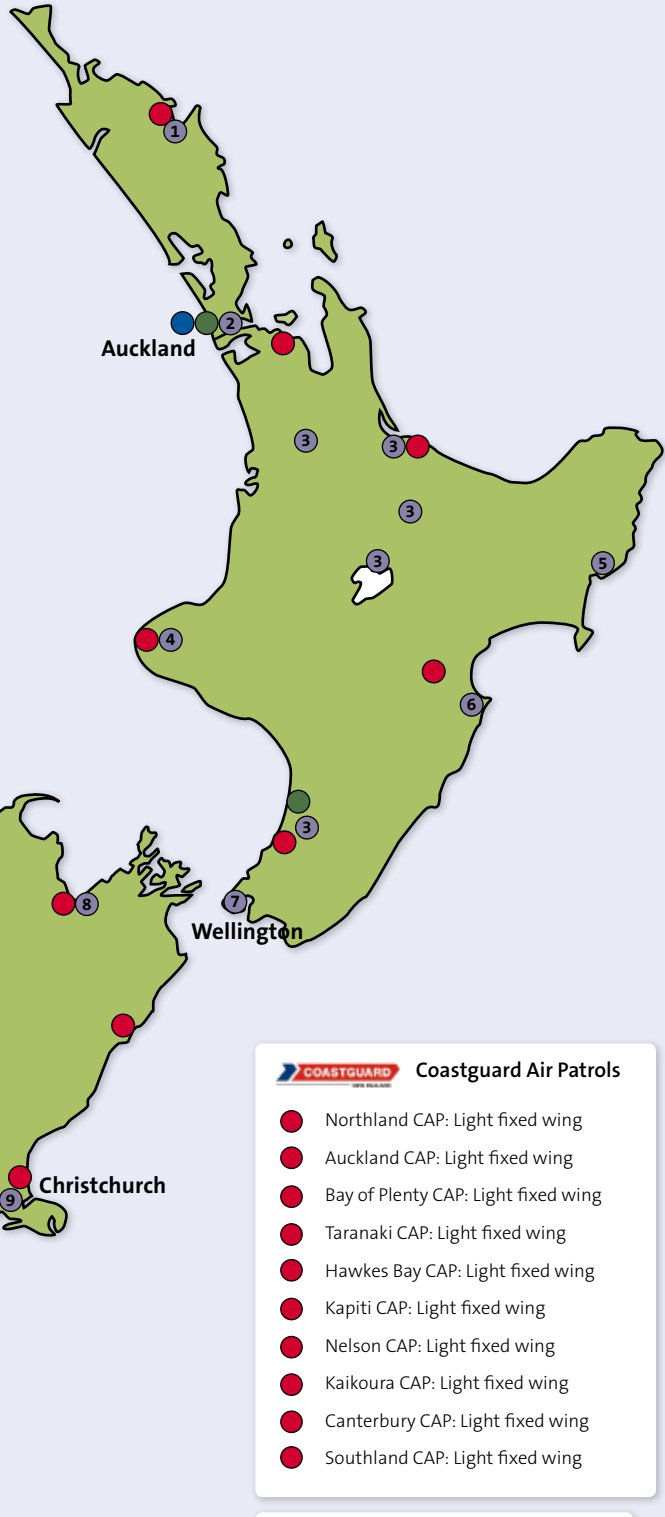 1
2
Auckland
3
3
3
3
5
4
6
3
7
8
Wellington
COASTGUARD
Coastguard Air Patrols
Northland CAP: Light fixed wing
Auckland CAP: Light fixed wing
Bay of Plenty CAP: Light fixed wing
Christchurch
9
Taranaki CAP: Light fixed wing
Hawkes Bay CAP: Light fixed wing
Kapiti CAP: Light fixed wing
Nelson CAP: Light fixed wing
Kaikoura CAP: Light fixed wing
Canterbury CAP: Light fixed wing
Southland CAP: Light fixed wing